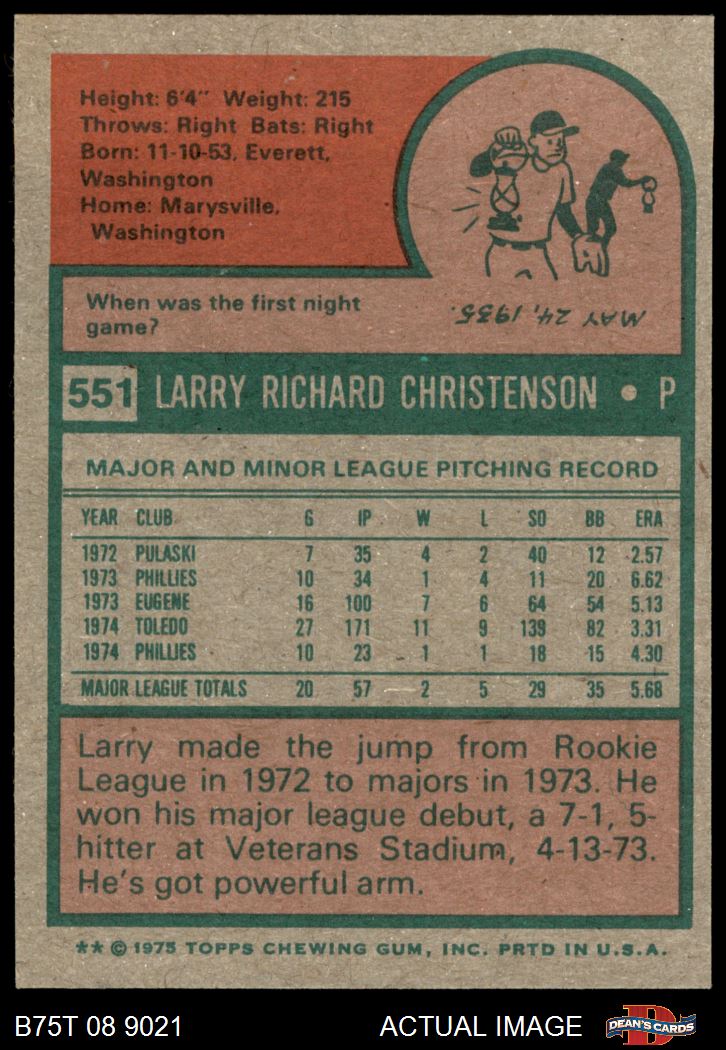 Height: 6'4" Weight: 215
Throws: Right Bats: Right
Born: 11-10-53, Everett,
Washington
Home: Marysville,
Washington
When was the first night
game?
MAY 24, 1935.
551 LARRY RICHARD CHRISTENSON • P
MAJOR AND MINOR LEAGUE PITCHING RECORD
YEAR CLUB G IP W L SO BB ERA
1972 PULASKI 7 35 4 2 40 12 2.57
1973 PHILLIES 10 34 1 4 11 20 6.62
1973 EUGENE 16 100 7 6 64 54 5.13
1974 TOLEDO 27 171 11 9 139 82 3.31
1974 PHILLIES 10 23 1 1 18 15 4.30
MAJOR LEAGUE TOTALS 20 57 2 5 29 35 5.68
Larry made the jump from Rookie
League in 1972 to majors in 1973. He
won his major league debut, a 7-1, 5-
hitter at Veterans Stadium, 4-13-73.
He's got powerful arm.
** © 1975 TOPPS CHEWING GUM, INC. PRTD IN U.S.A.
B75T 08 9021 ACTUAL IMAGE D DEAN'S CARDS